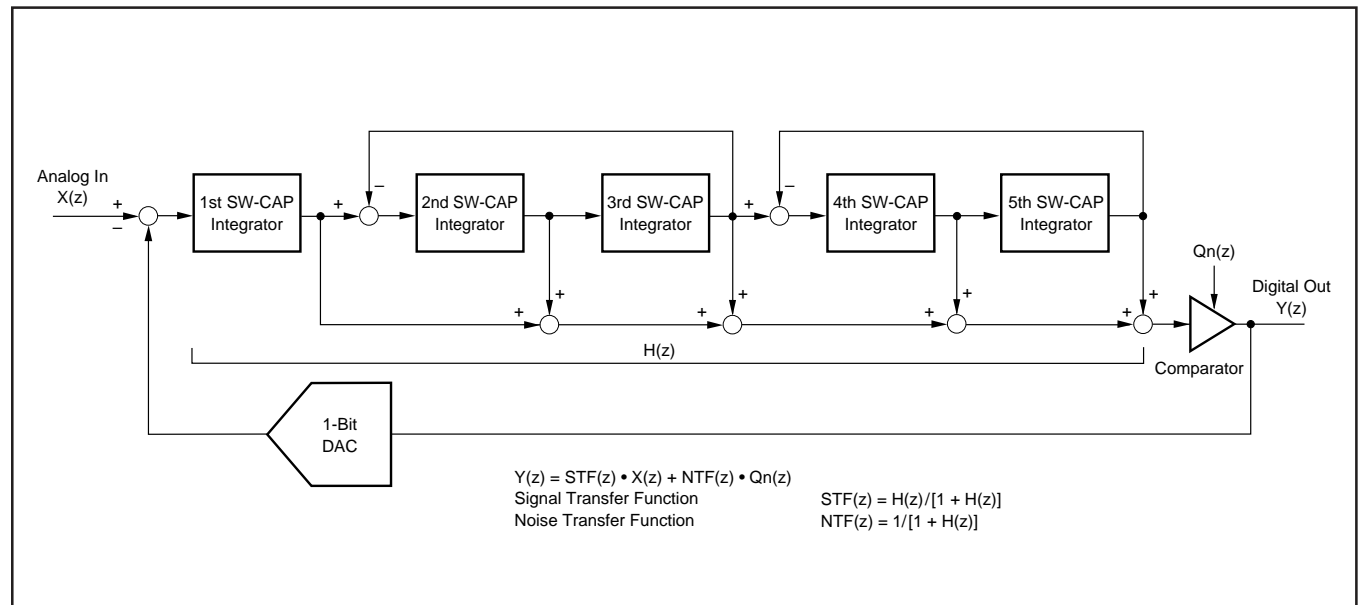 Analog In
X(z)
+
−
1st SW-CAP
Integrator
+
−
2nd SW-CAP
Integrator
3rd SW-CAP
Integrator
+
−
4th SW-CAP
Integrator
5th SW-CAP
Integrator
Qn(z)
Digital Out
Y(z)
+
+
+
+
+
+
+
+
H(z)
Comparator
1-Bit
DAC
Y(z) = STF(z) • X(z) + NTF(z) • Qn(z)
Signal Transfer Function STF(z) = H(z)/[1 + H(z)]
Noise Transfer Function NTF(z) = 1/[1 + H(z)]